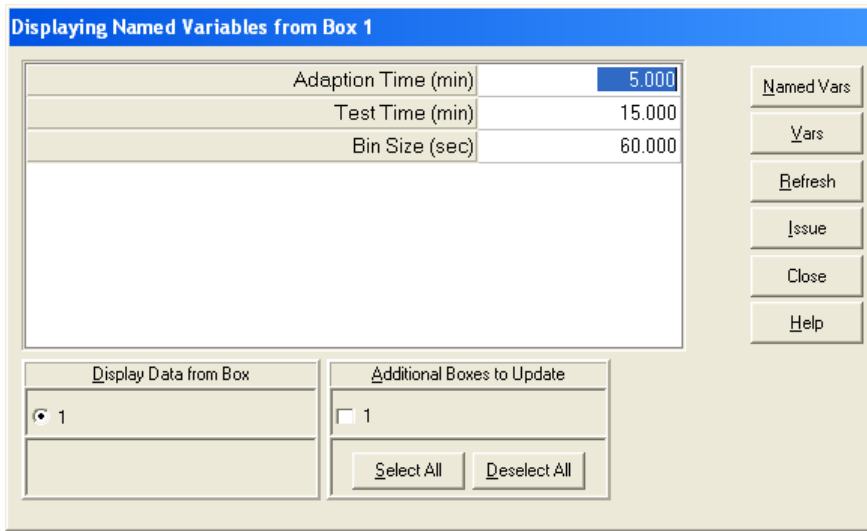 Displaying Named Variables from Box 1
Adaption Time (min) 5.000
Test Time (min) 15.000
Bin Size (sec) 60.000
Named Vars
Vars
Refresh
Issue
Close
Help
Display Data from Box
1
Additional Boxes to Update
1
Select All Deselect All